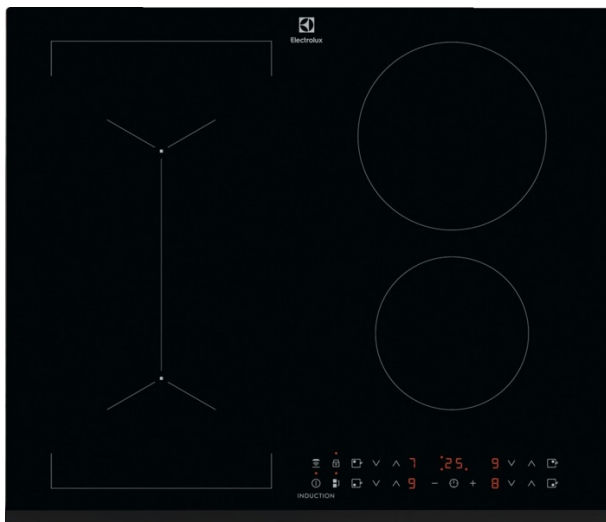 Electrolux
7 .25. 9
9 − + 8
INDUCTION